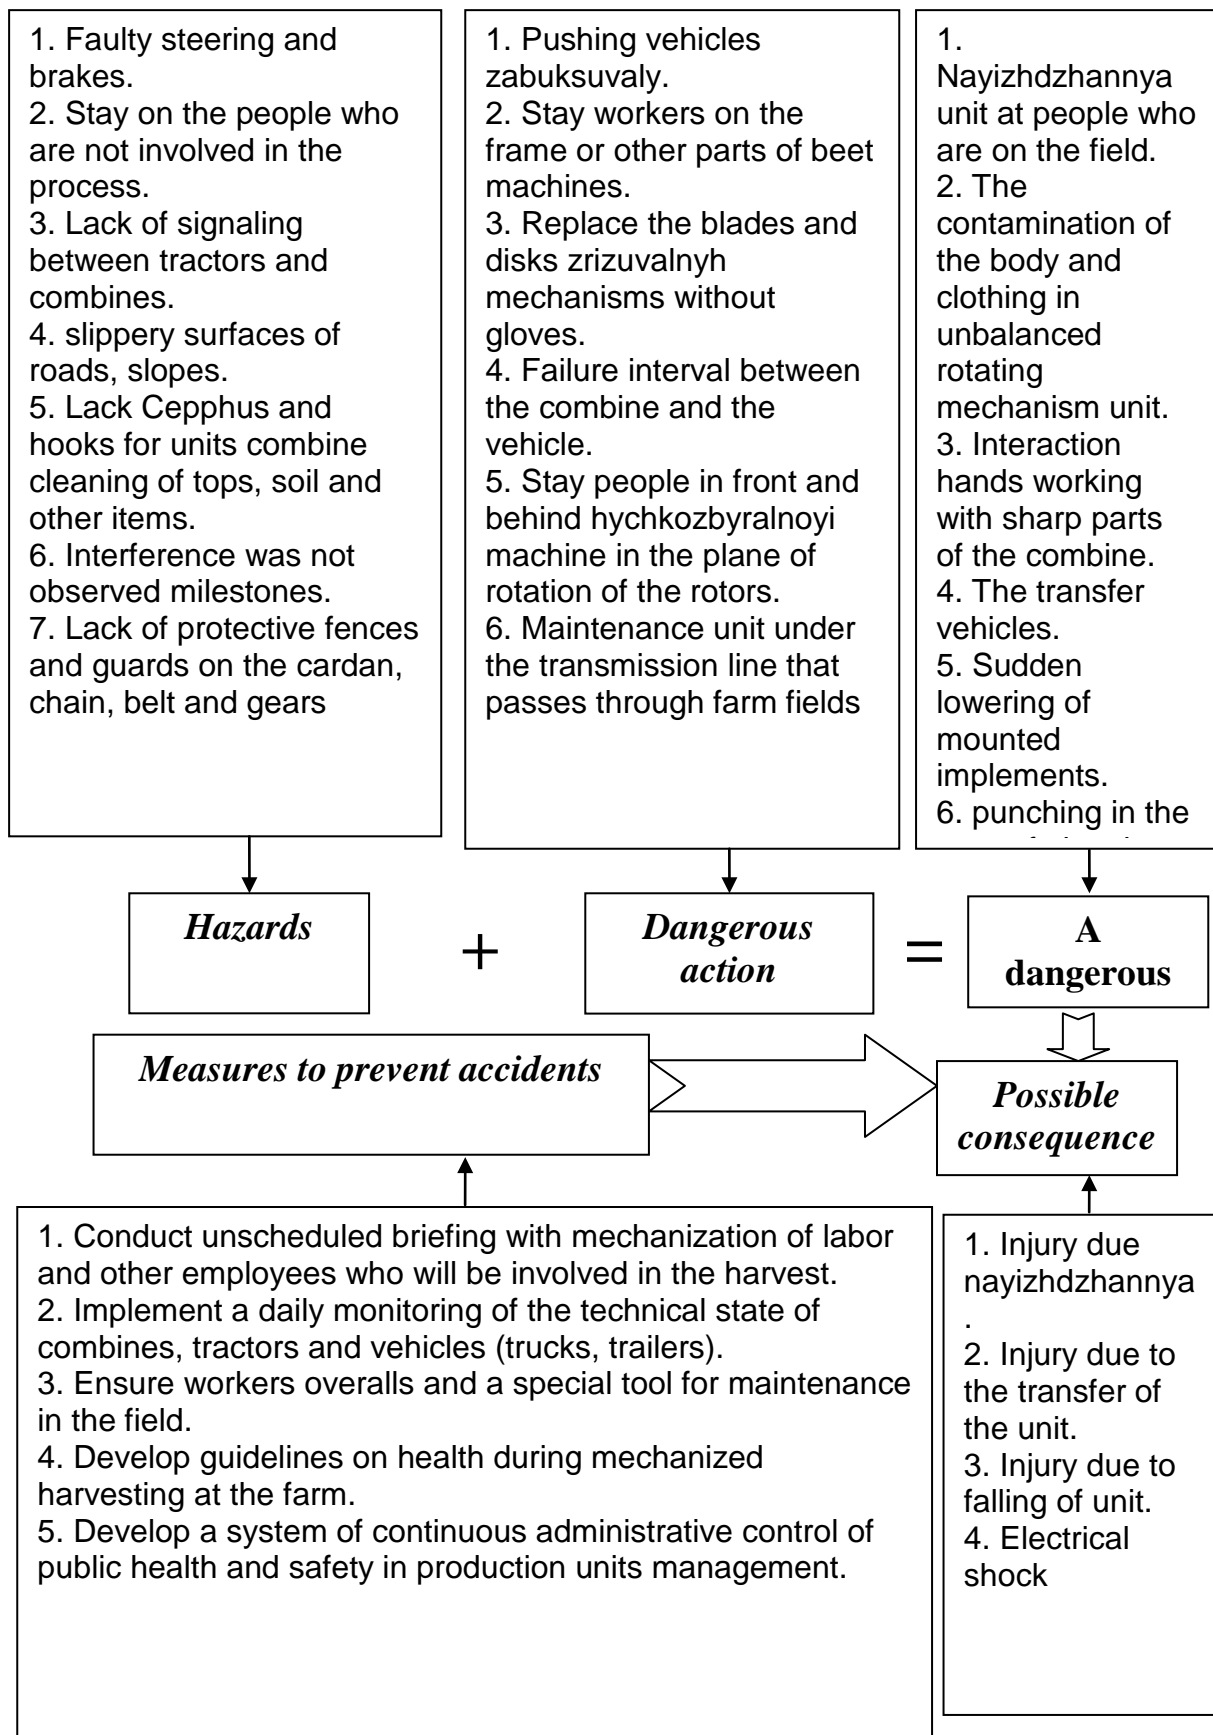 1. Faulty steering and
brakes.
2. Stay on the people who
are not involved in the
process.
3. Lack of signaling
between tractors and
combines.
4. slippery surfaces of
roads, slopes.
5. Lack Cepphus and
hooks for units combine
cleaning of tops, soil and
other items.
6. Interference was not
observed milestones.
7. Lack of protective fences
and guards on the cardan,
chain, belt and gears
1. Pushing vehicles
zabuksuvaly.
2. Stay workers on the
frame or other parts of beet
machines.
3. Replace the blades and
disks zrizuvalnyh
mechanisms without
gloves.
4. Failure interval between
the combine and the
vehicle.
5. Stay people in front and
behind hychkozbyralnoyi
machine in the plane of
rotation of the rotors.
6. Maintenance unit under
the transmission line that
passes through farm fields
1.
Nayizhdzhannya
unit at people who
are on the field.
2. The
contamination of
the body and
clothing in
unbalanced
rotating
mechanism unit.
3. Interaction
hands working
with sharp parts
of the combine.
4. The transfer
vehicles.
5. Sudden
lowering of
mounted
implements.
6. punching in the
Hazards
+
Dangerous
action
=
A
dangerous
Measures to prevent accidents
Possible
consequence
1. Conduct unscheduled briefing with mechanization of labor
and other employees who will be involved in the harvest.
2. Implement a daily monitoring of the technical state of
combines, tractors and vehicles (trucks, trailers).
3. Ensure workers overalls and a special tool for maintenance
in the field.
4. Develop guidelines on health during mechanized
harvesting at the farm.
5. Develop a system of continuous administrative control of
public health and safety in production units management.
1. Injury due
nayizhdzhannya
.
2. Injury due to
the transfer of
the unit.
3. Injury due to
falling of unit.
4. Electrical
shock